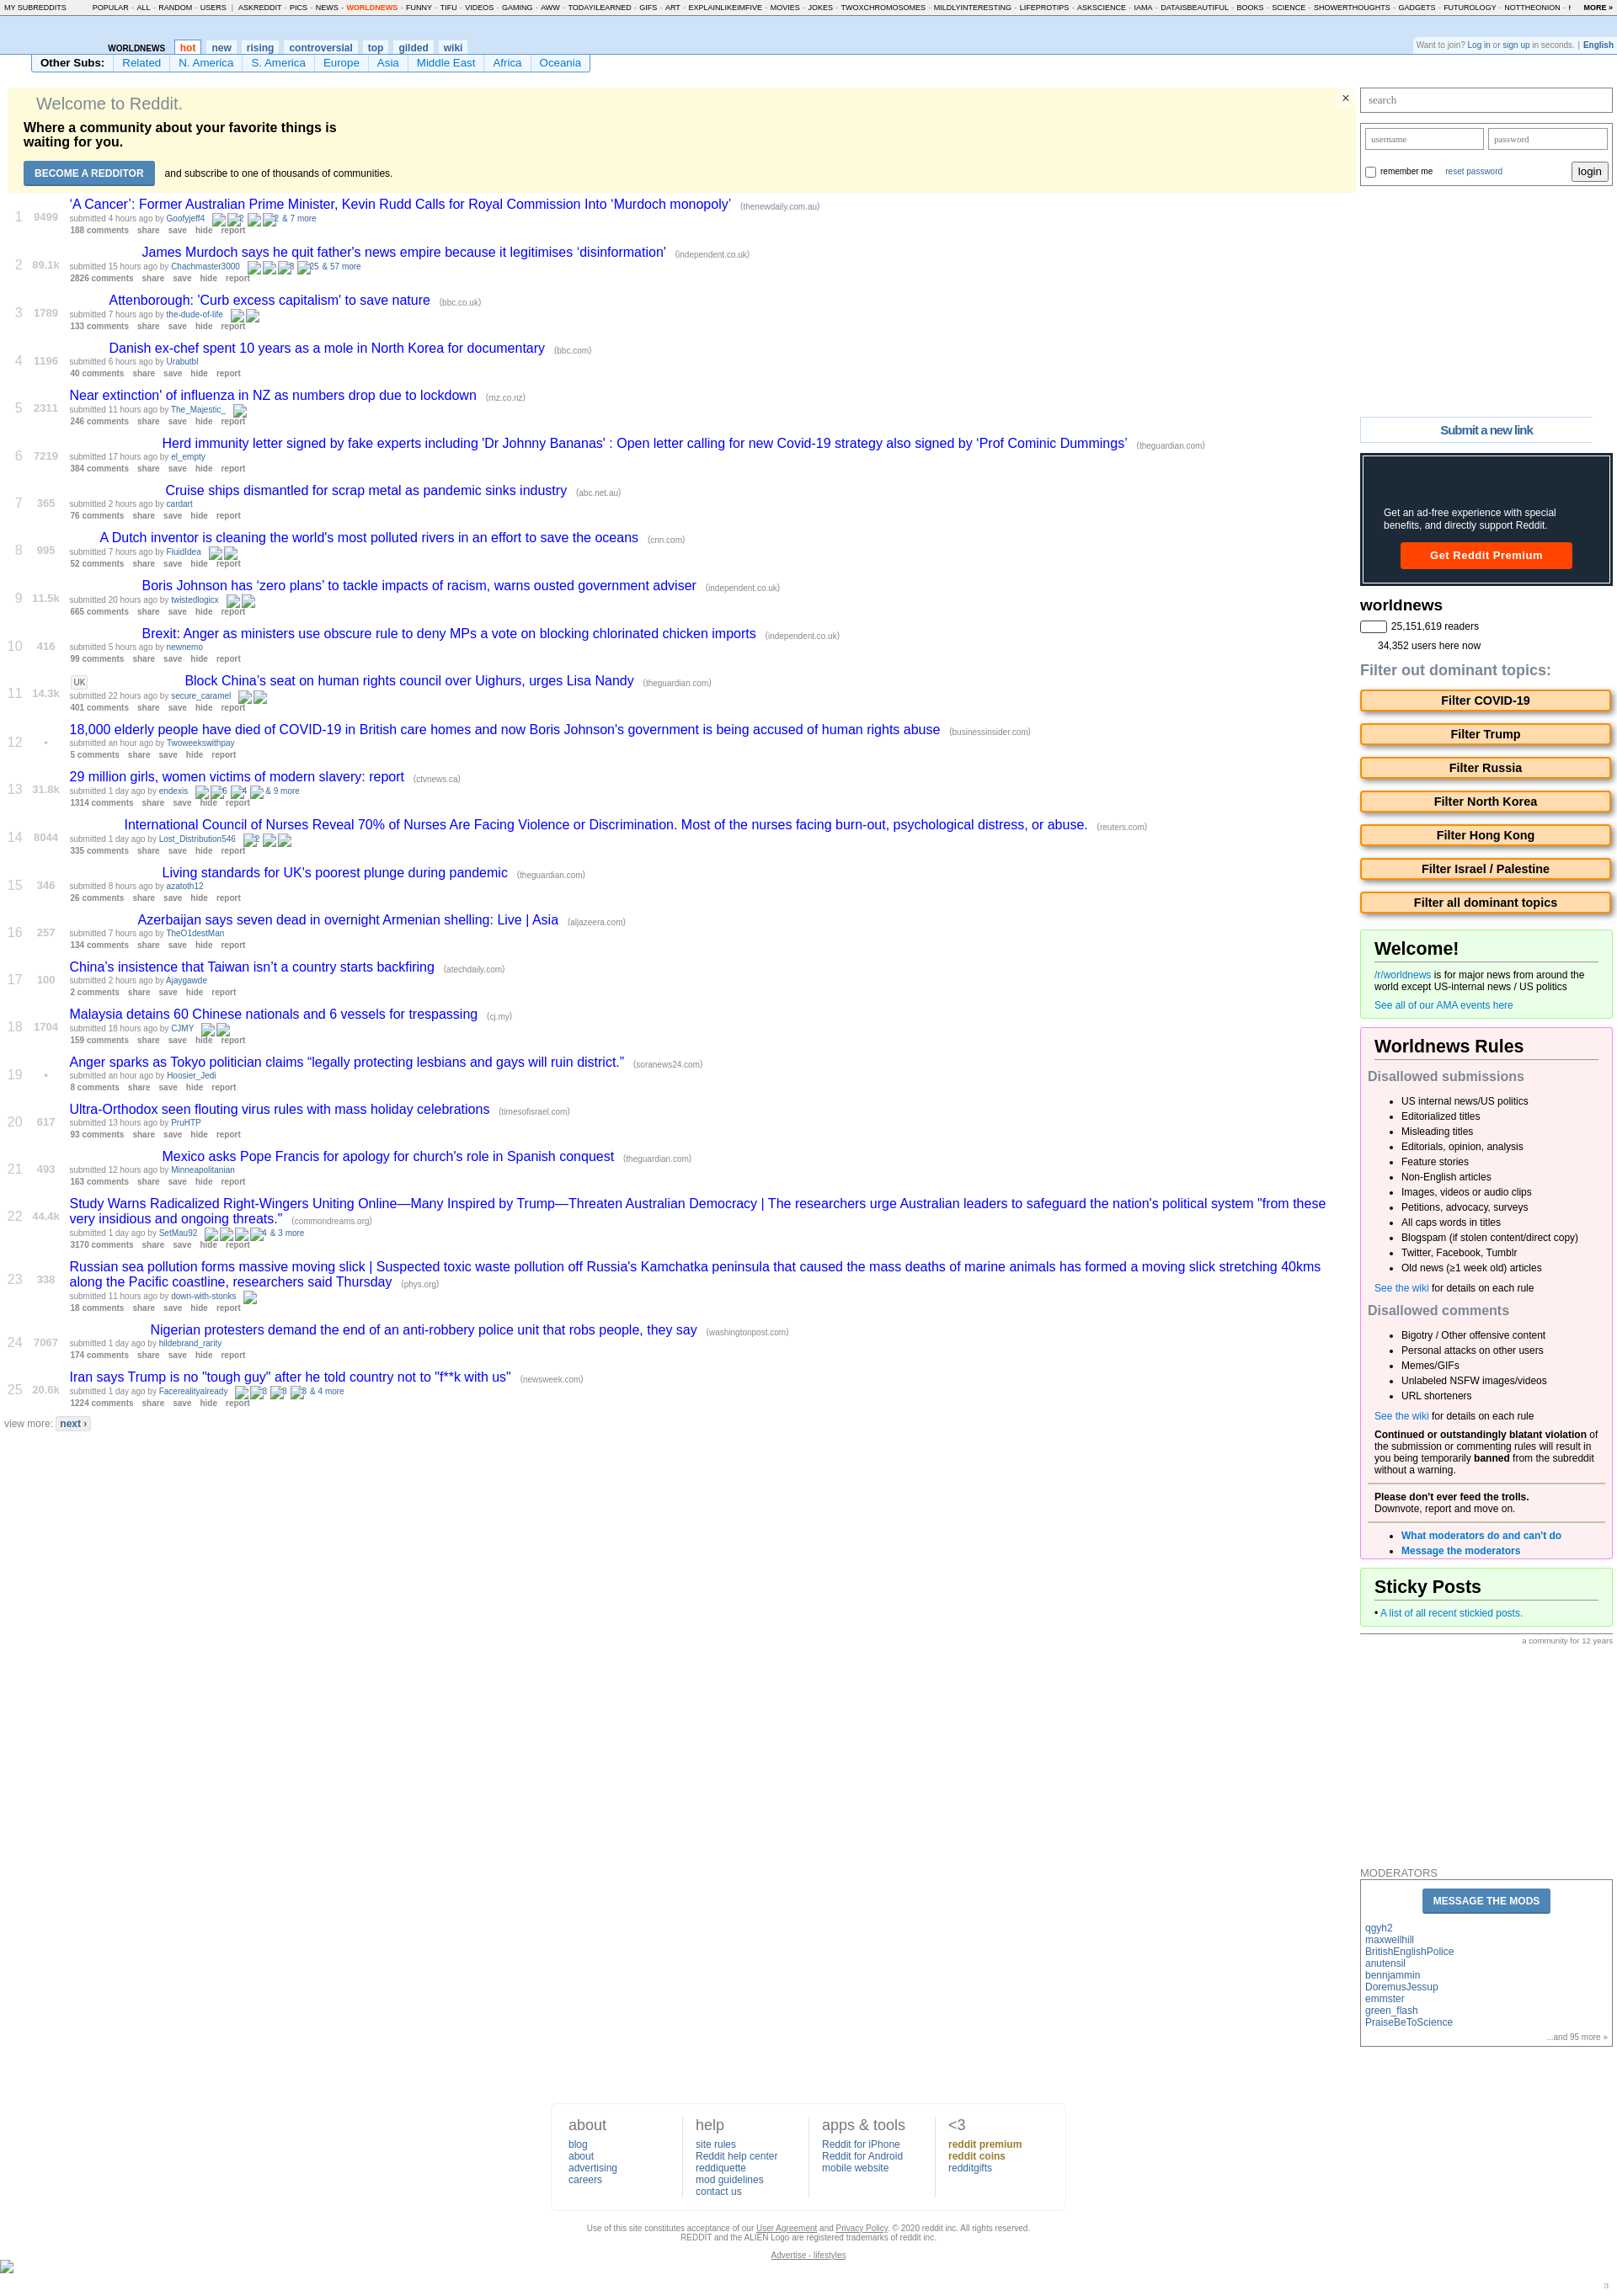 MY SUBREDDITS POPULAR - ALL - RANDOM - USERS | ASKREDDIT - PICS - NEWS - WORLDNEWS - FUNNY - TIFU - VIDEOS - GAMING - AWW - TODAYILEARNED - GIFS - ART - EXPLAINLIKEIMFIVE - MOVIES - JOKES - TWOXCHROMOSOMES - MILDLYINTERESTING - LIFEPROTIPS - ASKSCIENCE - IAMA - DATAISBEAUTIFUL - BOOKS - SCIENCE - SHOWERTHOUGHTS - GADGETS - FUTUROLOGY - NOTTHEONION - MORE »
WORLDNEWS hot new rising controversial top gilded wiki
Want to join? Log in or sign up in seconds. | English
Other Subs: Related N. America S. America Europe Asia Middle East Africa Oceania
Welcome to Reddit.
×
Where a community about your favorite things is
waiting for you.
BECOME A REDDITOR and subscribe to one of thousands of communities.
1 9499 ‘A Cancer’: Former Australian Prime Minister, Kevin Rudd Calls for Royal Commission Into ‘Murdoch monopoly’ (thenewdaily.com.au)
submitted 4 hours ago by Goofyjeff4 2 2 & 7 more
188 comments share save hide report
2 89.1k James Murdoch says he quit father's news empire because it legitimises ‘disinformation’ (independent.co.uk)
submitted 15 hours ago by Chachmaster3000 3 25 & 57 more
2826 comments share save hide report
3 1789 Attenborough: 'Curb excess capitalism' to save nature (bbc.co.uk)
submitted 7 hours ago by the-dude-of-life
133 comments share save hide report
4 1196 Danish ex-chef spent 10 years as a mole in North Korea for documentary (bbc.com)
submitted 6 hours ago by Urabutbl
40 comments share save hide report
5 2311 Near extinction' of influenza in NZ as numbers drop due to lockdown (rnz.co.nz)
submitted 11 hours ago by The_Majestic_
246 comments share save hide report
6 7219 Herd immunity letter signed by fake experts including 'Dr Johnny Bananas' : Open letter calling for new Covid-19 strategy also signed by ‘Prof Cominic Dummings’ (theguardian.com)
submitted 17 hours ago by el_empty
384 comments share save hide report
7 365 Cruise ships dismantled for scrap metal as pandemic sinks industry (abc.net.au)
submitted 2 hours ago by cardart
76 comments share save hide report
8 995 A Dutch inventor is cleaning the world's most polluted rivers in an effort to save the oceans (cnn.com)
submitted 7 hours ago by FluidIdea
52 comments share save hide report
9 11.5k Boris Johnson has ‘zero plans’ to tackle impacts of racism, warns ousted government adviser (independent.co.uk)
submitted 20 hours ago by twistedlogicx
665 comments share save hide report
10 416 Brexit: Anger as ministers use obscure rule to deny MPs a vote on blocking chlorinated chicken imports (independent.co.uk)
submitted 5 hours ago by newnemo
99 comments share save hide report
11 14.3k UK Block China’s seat on human rights council over Uighurs, urges Lisa Nandy (theguardian.com)
submitted 22 hours ago by secure_caramel
401 comments share save hide report
12 • 18,000 elderly people have died of COVID-19 in British care homes and now Boris Johnson's government is being accused of human rights abuse (businessinsider.com)
submitted an hour ago by Twoweekswithpay
5 comments share save hide report
13 31.8k 29 million girls, women victims of modern slavery: report (ctvnews.ca)
submitted 1 day ago by endexis 6 4 & 9 more
1314 comments share save hide report
14 8044 International Council of Nurses Reveal 70% of Nurses Are Facing Violence or Discrimination. Most of the nurses facing burn-out, psychological distress, or abuse. (reuters.com)
submitted 1 day ago by Lost_Distribution546 2
335 comments share save hide report
15 346 Living standards for UK's poorest plunge during pandemic (theguardian.com)
submitted 8 hours ago by azatoth12
26 comments share save hide report
16 257 Azerbaijan says seven dead in overnight Armenian shelling: Live | Asia (aljazeera.com)
submitted 7 hours ago by TheO1destMan
134 comments share save hide report
17 100 China’s insistence that Taiwan isn’t a country starts backfiring (atechdaily.com)
submitted 2 hours ago by Ajaygawde
2 comments share save hide report
18 1704 Malaysia detains 60 Chinese nationals and 6 vessels for trespassing (cj.my)
submitted 18 hours ago by CJMY
159 comments share save hide report
19 • Anger sparks as Tokyo politician claims “legally protecting lesbians and gays will ruin district.” (soranews24.com)
submitted an hour ago by Hoosier_Jedi
8 comments share save hide report
20 617 Ultra-Orthodox seen flouting virus rules with mass holiday celebrations (timesofisrael.com)
submitted 13 hours ago by PruHTP
93 comments share save hide report
21 493 Mexico asks Pope Francis for apology for church's role in Spanish conquest (theguardian.com)
submitted 12 hours ago by Minneapolitanian
163 comments share save hide report
22 44.4k Study Warns Radicalized Right-Wingers Uniting Online—Many Inspired by Trump—Threaten Australian Democracy | The researchers urge Australian leaders to safeguard the nation's political system "from these
very insidious and ongoing threats." (commondreams.org)
submitted 1 day ago by SetMau92 4 & 3 more
3170 comments share save hide report
23 338 Russian sea pollution forms massive moving slick | Suspected toxic waste pollution off Russia's Kamchatka peninsula that caused the mass deaths of marine animals has formed a moving slick stretching 40kms
along the Pacific coastline, researchers said Thursday (phys.org)
submitted 11 hours ago by down-with-stonks
18 comments share save hide report
24 7067 Nigerian protesters demand the end of an anti-robbery police unit that robs people, they say (washingtonpost.com)
submitted 1 day ago by hildebrand_rarity
174 comments share save hide report
25 20.6k Iran says Trump is no "tough guy" after he told country not to "f**k with us" (newsweek.com)
submitted 1 day ago by Facerealityalready 3 3 3 & 4 more
1224 comments share save hide report
view more: next ›
search
username password
remember me reset password login
Submit a new link
Get an ad-free experience with special
benefits, and directly support Reddit.
Get Reddit Premium
worldnews
25,151,619 readers
34,352 users here now
Filter out dominant topics:
Filter COVID-19
Filter Trump
Filter Russia
Filter North Korea
Filter Hong Kong
Filter Israel / Palestine
Filter all dominant topics
Welcome!
/r/worldnews is for major news from around the
world except US-internal news / US politics
See all of our AMA events here
Worldnews Rules
Disallowed submissions
• US internal news/US politics
• Editorialized titles
• Misleading titles
• Editorials, opinion, analysis
• Feature stories
• Non-English articles
• Images, videos or audio clips
• Petitions, advocacy, surveys
• All caps words in titles
• Blogspam (if stolen content/direct copy)
• Twitter, Facebook, Tumblr
• Old news (≥1 week old) articles
See the wiki for details on each rule
Disallowed comments
• Bigotry / Other offensive content
• Personal attacks on other users
• Memes/GIFs
• Unlabeled NSFW images/videos
• URL shorteners
See the wiki for details on each rule
Continued or outstandingly blatant violation of
the submission or commenting rules will result in
you being temporarily banned from the subreddit
without a warning.
Please don't ever feed the trolls.
Downvote, report and move on.
• What moderators do and can't do
• Message the moderators
Sticky Posts
• A list of all recent stickied posts.
a community for 12 years
MODERATORS
MESSAGE THE MODS
qgyh2
maxwellhill
BritishEnglishPolice
anutensil
bennjammin
DoremusJessup
emmster
green_flash
PraiseBeToScience
...and 95 more »
about
blog
about
advertising
careers
help
site rules
Reddit help center
reddiquette
mod guidelines
contact us
apps & tools
Reddit for iPhone
Reddit for Android
mobile website
<3
reddit premium
reddit coins
redditgifts
Use of this site constitutes acceptance of our User Agreement and Privacy Policy. © 2020 reddit inc. All rights reserved.
REDDIT and the ALIEN Logo are registered trademarks of reddit inc.
Advertise - lifestyles
π